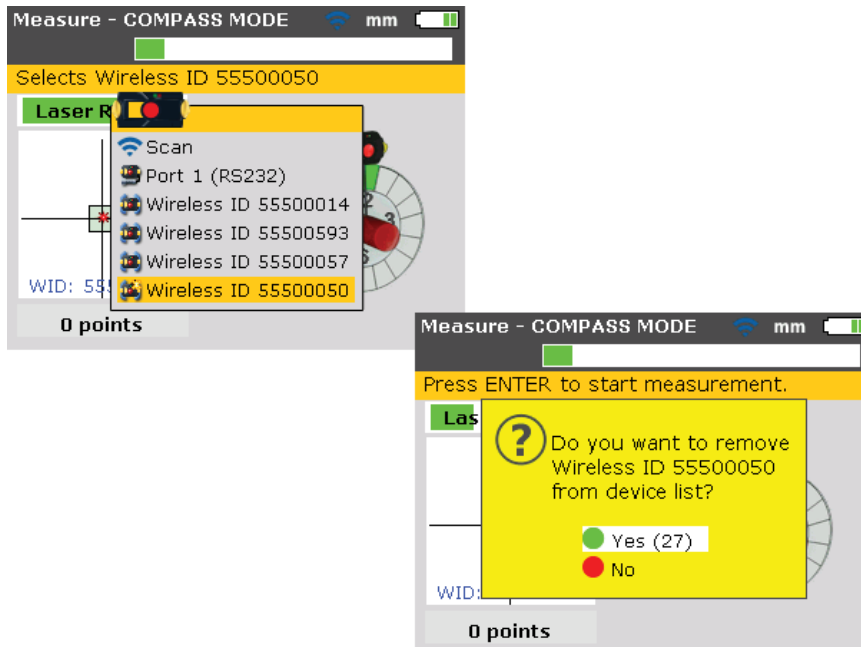 Measure - COMPASS MODE mm
Selects Wireless ID 55500050
Laser R
Scan
Port 1 (RS232)
Wireless ID 55500014
2
Wireless ID 55500593
3
Wireless ID 55500057
WID: 555
Wireless ID 55500050
0 points
Measure - COMPASS MODE mm
Press ENTER to start measurement.
Las
Do you want to remove
Wireless ID 55500050
from device list?
Yes (27)
No
WID:
0 points